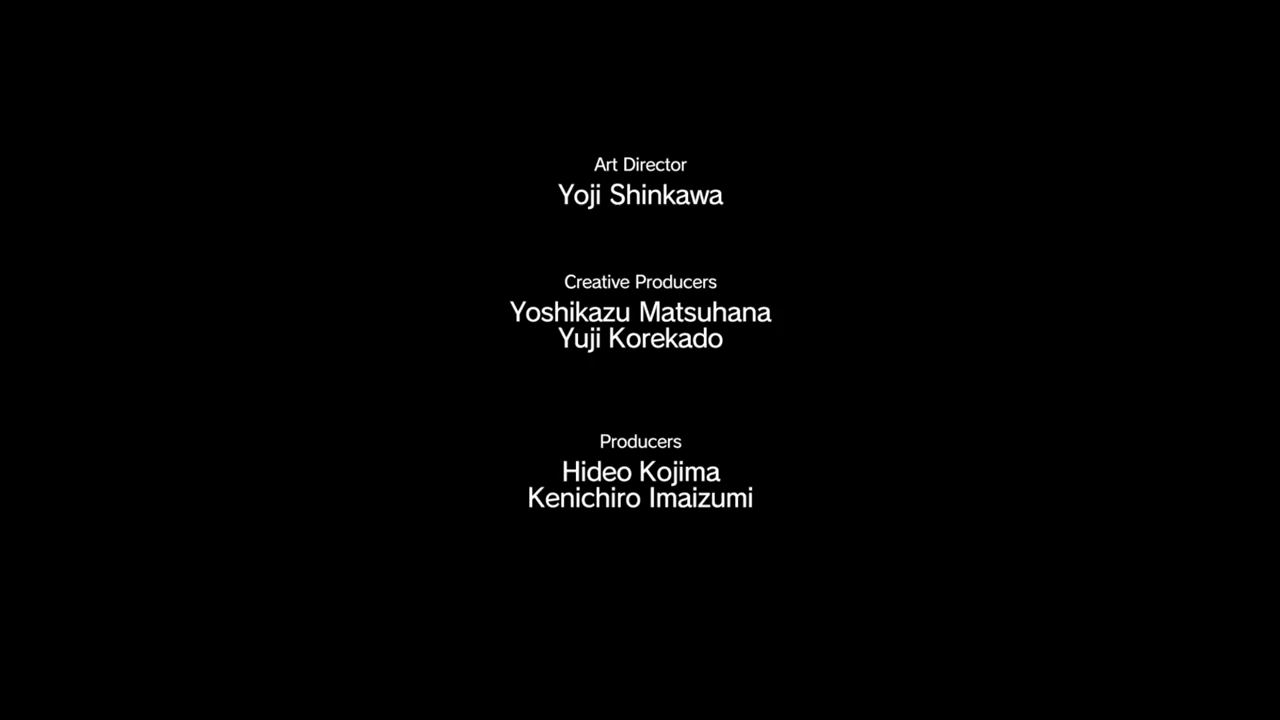 Art Director
Yoji Shinkawa
Creative Producers
Yoshikazu Matsuhana
Yuji Korekado
Producers
Hideo Kojima
Kenichiro Imaizumi